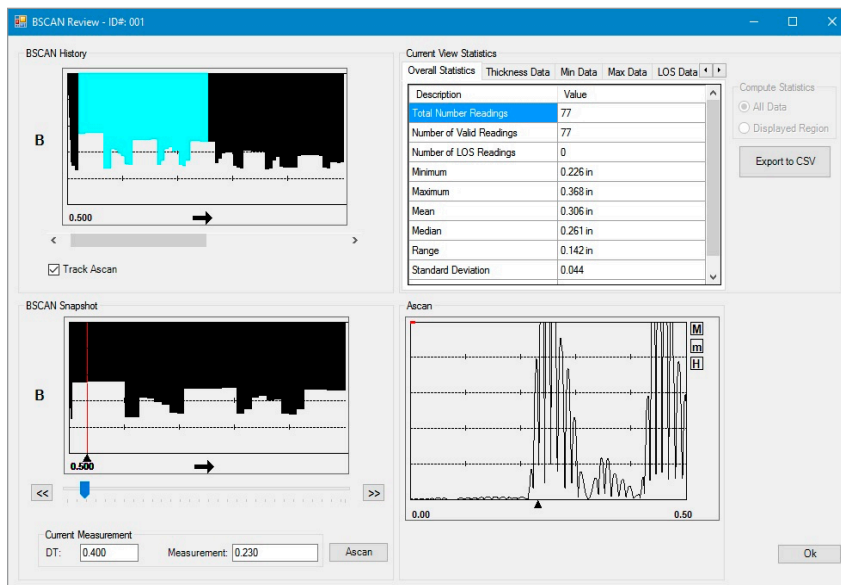 BSCAN Review - ID#: 001
BSCAN History
B
0.500
Track Ascan
Current View Statistics
Overall Statistics Thickness Data Min Data Max Data LOS Data
Description Value
Total Number Readings 77
Number of Valid Readings 77
Number of LOS Readings 0
Minimum 0.226 in
Maximum 0.368 in
Mean 0.306 in
Median 0.261 in
Range 0.142 in
Standard Deviation 0.044
Compute Statistics
All Data
Displayed Region
Export to CSV
BSCAN Snapshot
B
0.500
<< >>
Current Measurement
DT: 0.400 Measurement: 0.230 Ascan
Ascan
M
m
H
0.00 0.50
Ok